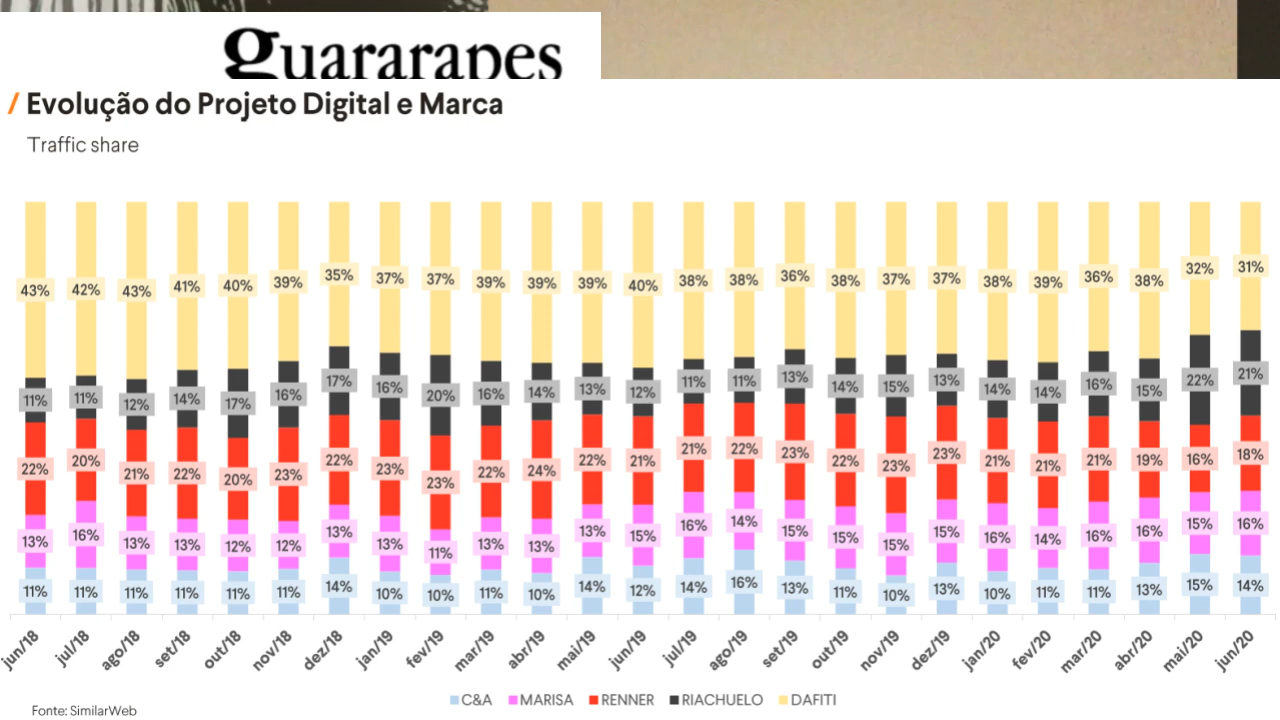 guararapes
/ Evolução do Projeto Digital e Marca
Traffic share
43% 42% 43% 41% 40% 39% 35% 37% 37% 39% 39% 39% 40% 38% 38% 36% 38% 37% 37% 38% 39% 36% 38% 32% 31%
11% 11% 12% 14% 17% 16% 17% 16% 20% 16% 14% 13% 12% 11% 11% 13% 14% 15% 13% 14% 14% 16% 15% 22% 21%
22% 20% 21% 22% 20% 23% 22% 23% 23% 22% 24% 22% 21% 21% 22% 23% 22% 23% 23% 21% 21% 21% 19% 16% 18%
13% 16% 13% 13% 12% 12% 13% 13% 11% 13% 13% 13% 15% 16% 14% 15% 15% 15% 15% 16% 14% 16% 16% 15% 16%
11% 11% 11% 11% 11% 11% 14% 10% 10% 11% 10% 14% 12% 14% 16% 13% 11% 10% 13% 10% 11% 11% 13% 15% 14%
jun/18 jul/18 ago/18 set/18 out/18 nov/18 dez/18 jan/19 fev/19 mar/19 abr/19 mai/19 jun/19 jul/19 ago/19 set/19 out/19 nov/19 dez/19 jan/20 fev/20 mar/20 abr/20 mai/20 jun/20
C&A MARISA RENNER RIACHUELO DAFITI
Fonte: SimilarWeb